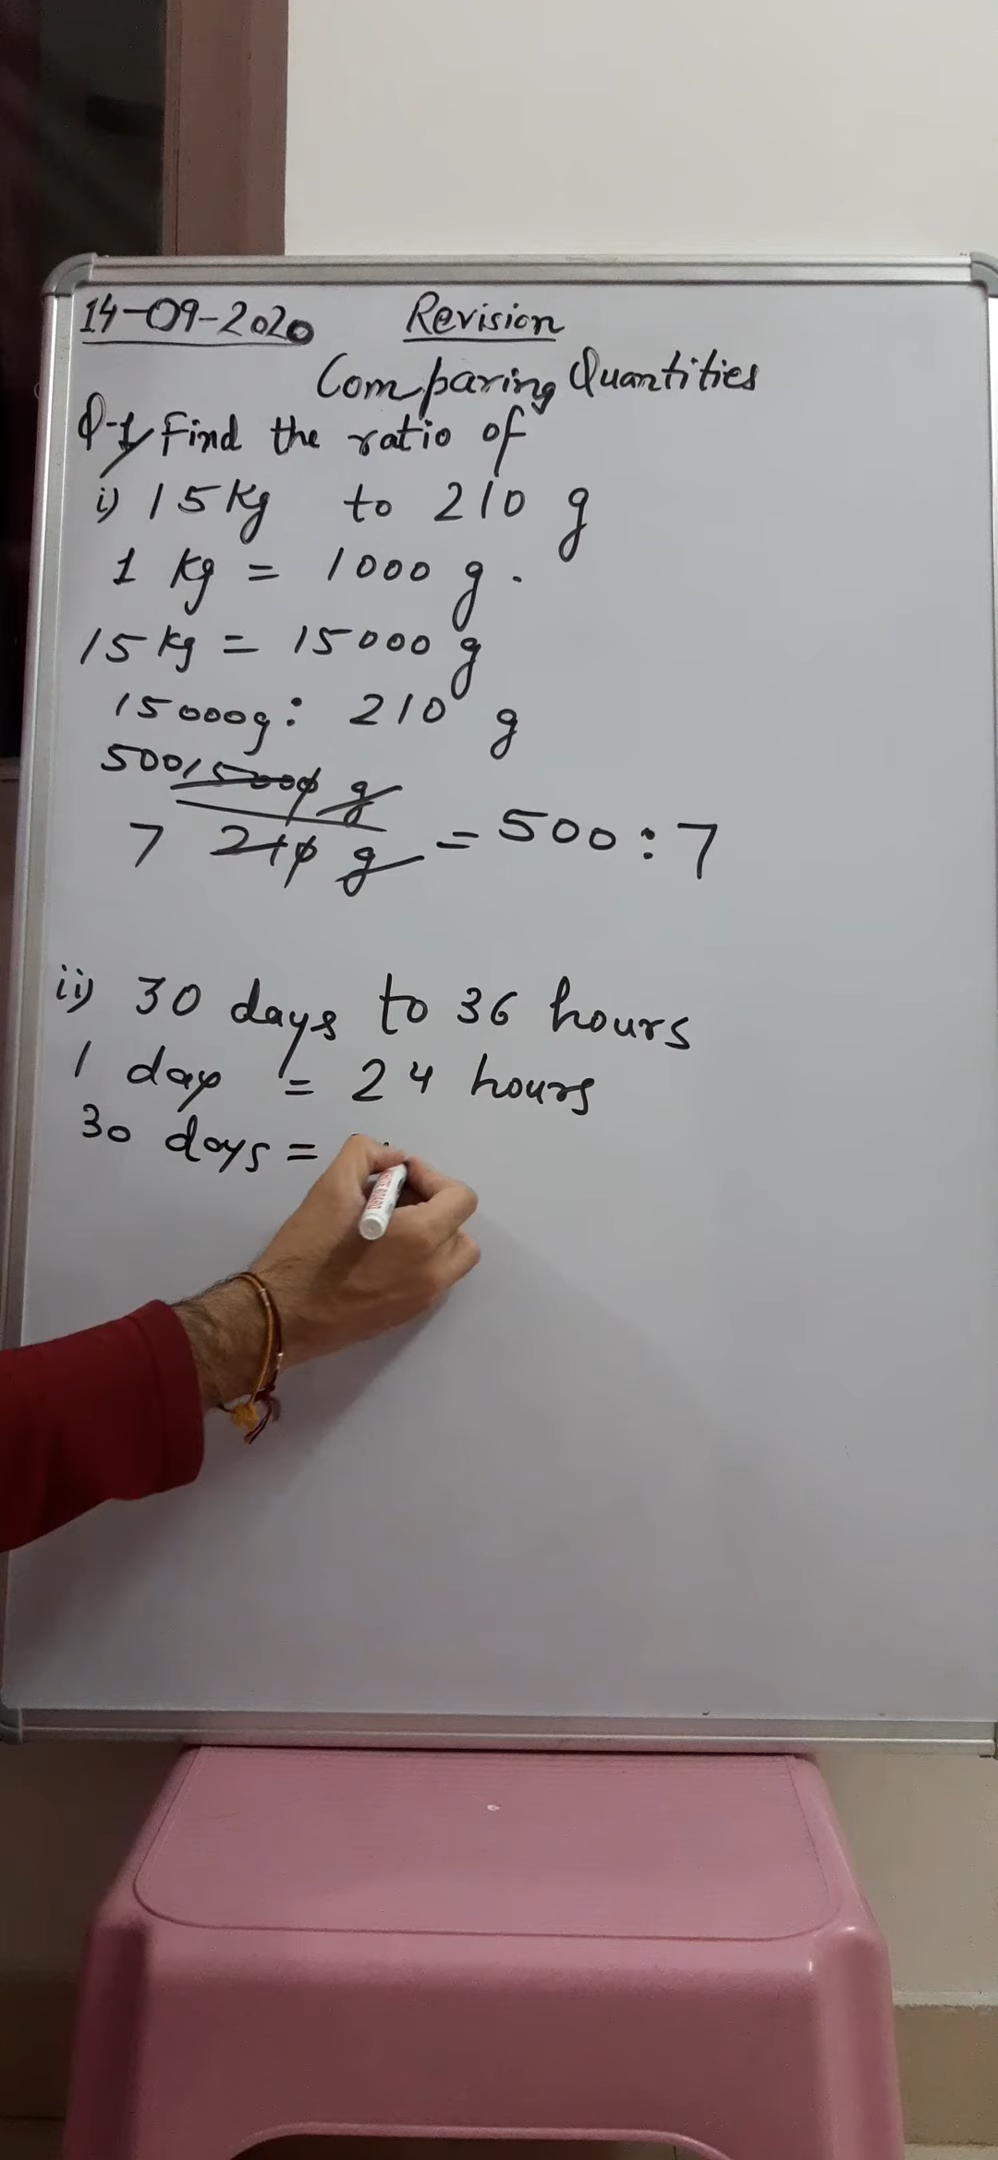 14-09-2020 Revision
Comparing Quantities
Q-1 Find the ratio of
i) 15 Kg to 210 g
1 Kg = 1000 g.
15 Kg = 15000 g
15000g : 210 g
500 15000 g
7 210 g = 500 : 7
ii) 30 days to 36 hours
1 day = 24 hours
30 days =